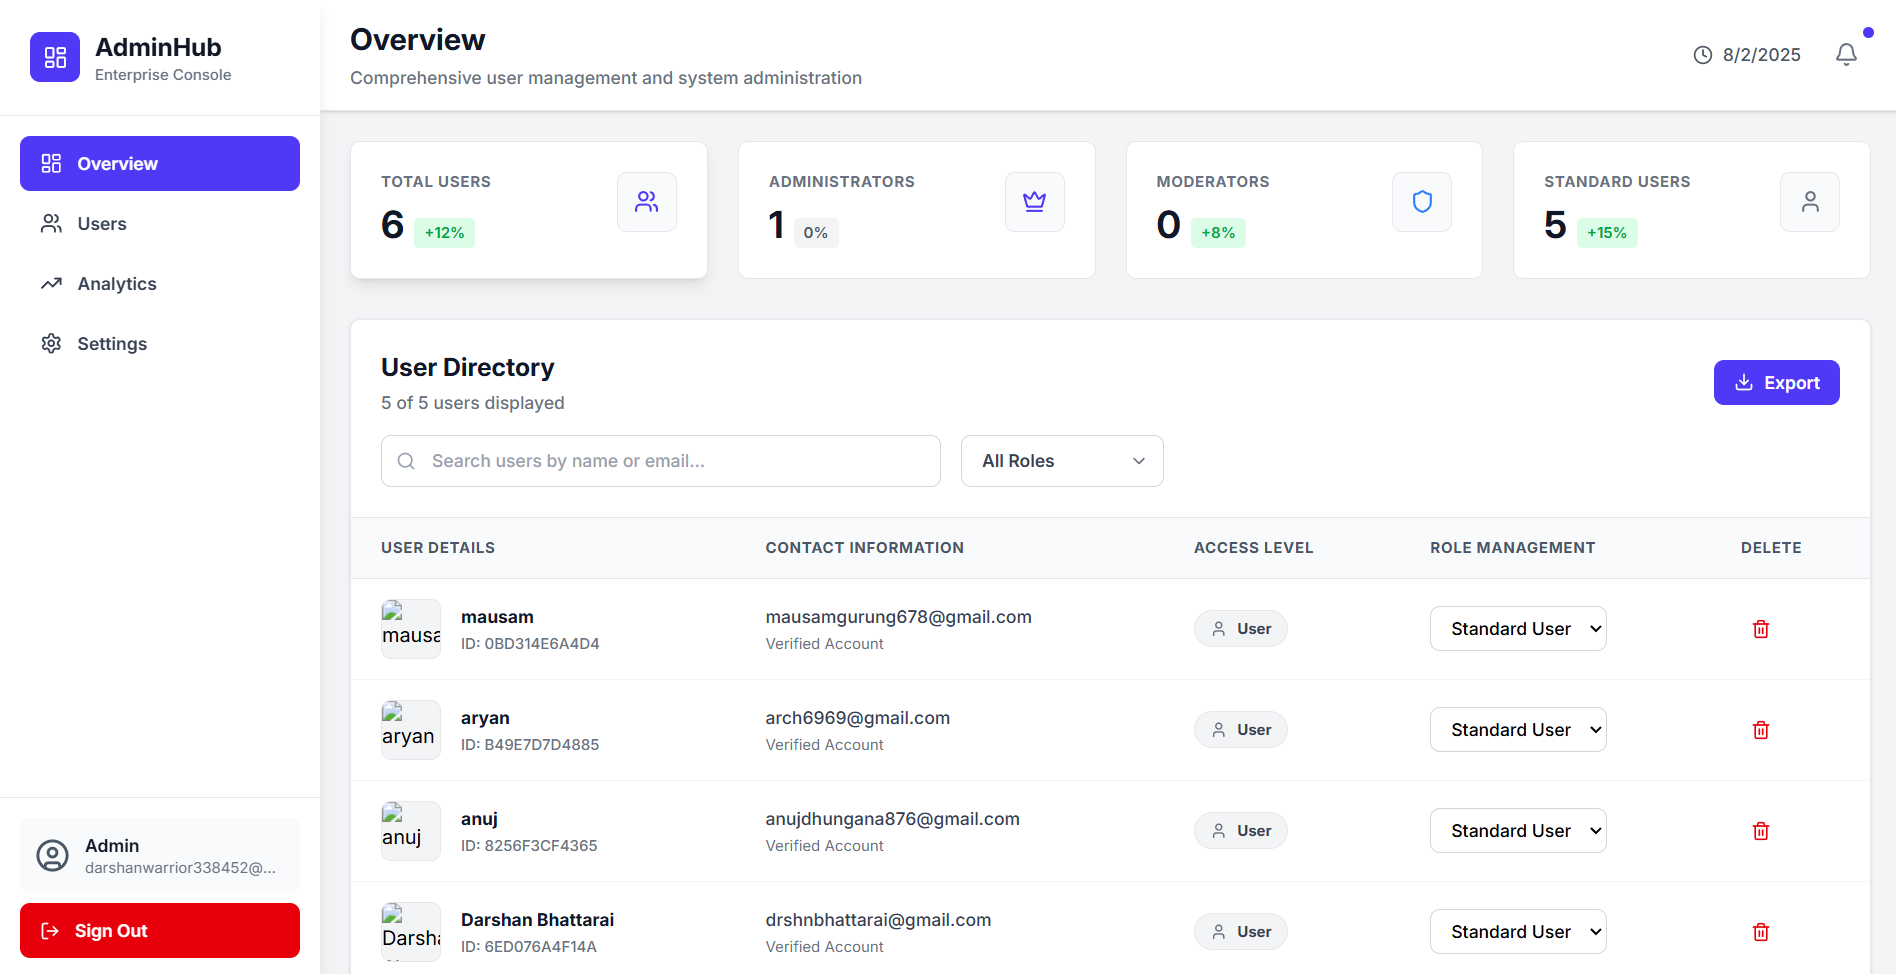 AdminHub
Enterprise Console
Overview
Users
Analytics
Settings
Admin
darshanwarrior338452@...
Sign Out
Overview
Comprehensive user management and system administration
8/2/2025
TOTAL USERS
6 +12%
ADMINISTRATORS
1 0%
MODERATORS
0 +8%
STANDARD USERS
5 +15%
User Directory
5 of 5 users displayed
Export
Search users by name or email...
All Roles
USER DETAILS CONTACT INFORMATION ACCESS LEVEL ROLE MANAGEMENT DELETE
mausa
mausam
ID: 0BD314E6A4D4
mausamgurung678@gmail.com
Verified Account
User
Standard User
aryan
aryan
ID: B49E7D7D4885
arch6969@gmail.com
Verified Account
User
Standard User
anuj
anuj
ID: 8256F3CF4365
anujdhungana876@gmail.com
Verified Account
User
Standard User
Darsha
Darshan Bhattarai
ID: 6ED076A4F14A
drshnbhattarai@gmail.com
Verified Account
User
Standard User